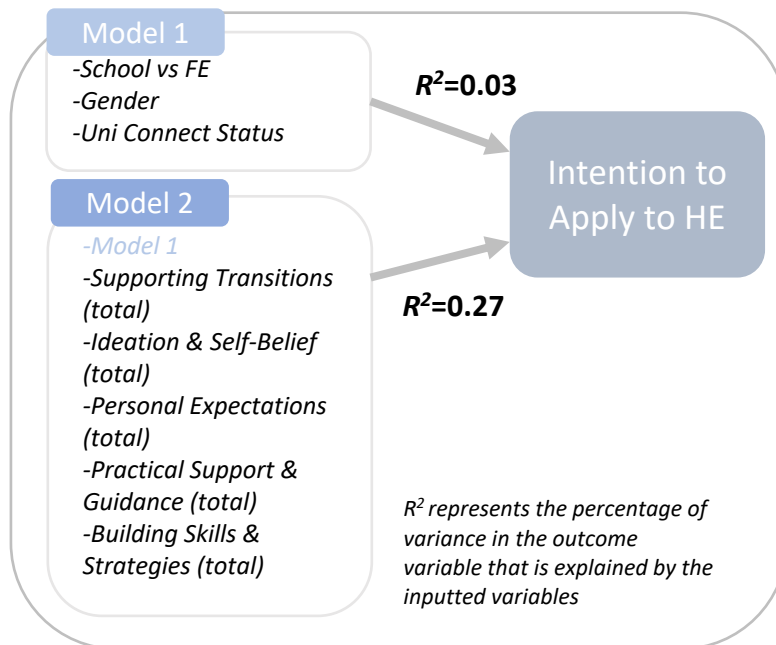 Model 1
-School vs FE
-Gender
-Uni Connect Status
R²=0.03
Intention to
Apply to HE
Model 2
-Model 1
-Supporting Transitions
(total)
-Ideation & Self-Belief
(total)
-Personal Expectations
(total)
-Practical Support &
Guidance (total)
-Building Skills &
Strategies (total)
R²=0.27
R² represents the percentage of
variance in the outcome
variable that is explained by the
inputted variables